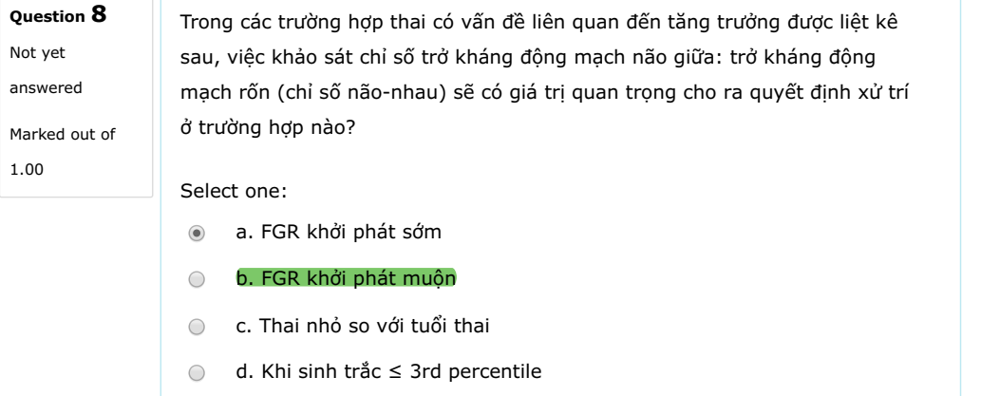 Question 8
Not yet
answered
Marked out of
1.00
Trong các trường hợp thai có vấn đề liên quan đến tăng trưởng được liệt kê
sau, việc khảo sát chỉ số trở kháng động mạch não giữa: trở kháng động
mạch rốn (chỉ số não-nhau) sẽ có giá trị quan trọng cho ra quyết định xử trí
ở trường hợp nào?
Select one:
a. FGR khởi phát sớm
b. FGR khởi phát muộn
c. Thai nhỏ so với tuổi thai
d. Khi sinh trắc ≤ 3rd percentile